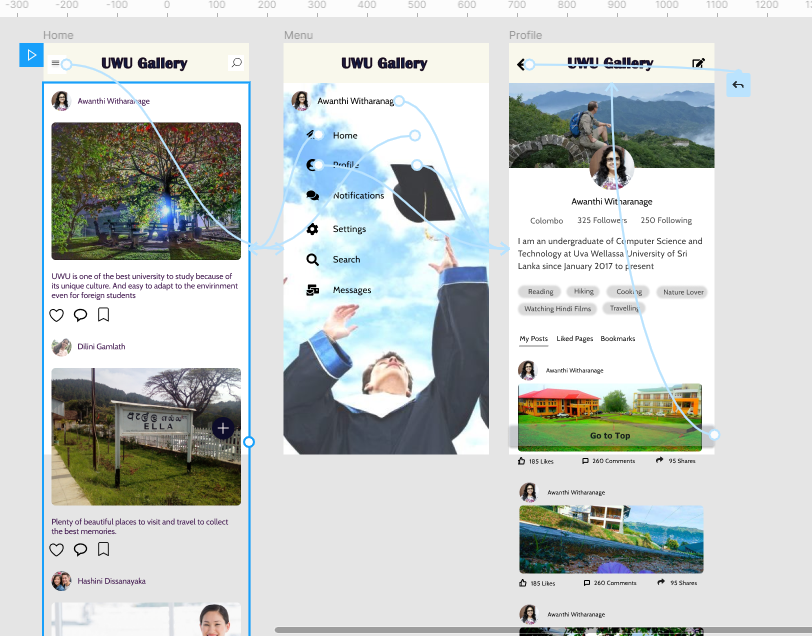 -300 -200 -100 0 100 200 300 400 500 600 700 800 900 1000 1100 1200
Home
UWU Gallery
Awanthi Witharanage
UWU is one of the best university to study because of
its unique culture. And easy to adapt to the envirinment
even for foreign students
Dilini Gamlath
ඇල්ල
ELLA
Plenty of beautiful places to visit and travel to collect
the best memories.
Hashini Dissanayaka
Menu
UWU Gallery
Awanthi Witharanage
Home
Profile
Notifications
Settings
Search
Messages
Profile
UWU Gallery
Awanthi Witharanage
Colombo 325 Followers 250 Following
I am an undergraduate of Computer Science and
Technology at Uva Wellassa University of Sri
Lanka since January 2017 to present
Reading Hiking Cooking Nature Lover
Watching Hindi Films Travelling
My Posts Liked Pages Bookmarks
Awanthi Witharanage
Go to Top
185 Likes 260 Comments 95 Shares
Awanthi Witharanage
185 Likes 260 Comments 95 Shares
Awanthi Witharanage